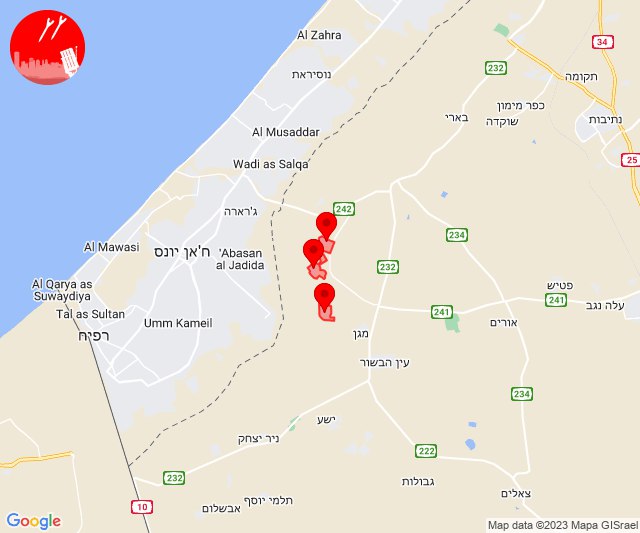 Al Zahra
34
נוסיראת
232
תקומה
כפר מימון
שוקדה
בארי
נתיבות
Al Musaddar
25
Wadi as Salqa
ג'רארה
242
234
Al Mawasi
ח'אן יונס
'Abasan
al Jadida
232
Al Qarya as
Suwaydiya
פטיש
241
עלה נגב
Tal as Sultan
Umm Kameil
241
אורים
רפיח
מגן
עין הבשור
234
ישע
ניר יצחק
222
232
גבולות
צאלים
10
אבשלום
תלמי יוסף
Google
Map data ©2023 Mapa GISrael